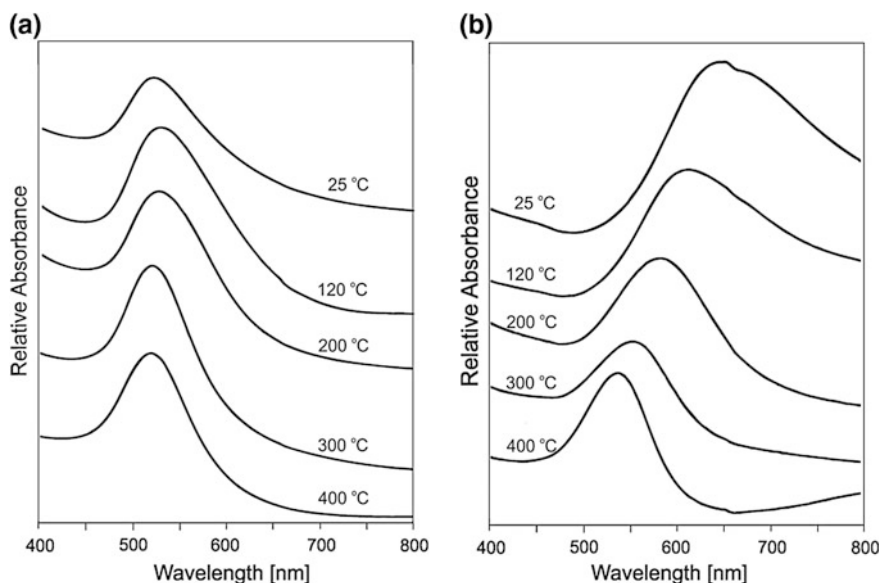 (a)
Relative Absorbance
25 °C
120 °C
200 °C
300 °C
400 °C
400 500 600 700 800
Wavelength [nm]
(b)
Relative Absorbance
25 °C
120 °C
200 °C
300 °C
400 °C
400 500 600 700 800
Wavelength [nm]